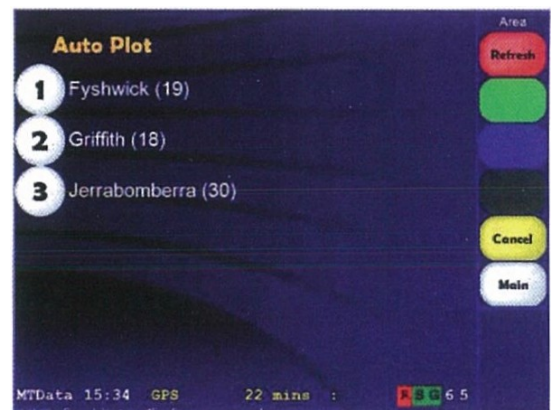 Area
Auto Plot
Refresh
1 Fyshwick (19)
2 Griffith (18)
3 Jerrabomberra (30)
Cancel
Main
MTData 15:34 GPS 22 mins : R S G 6 5